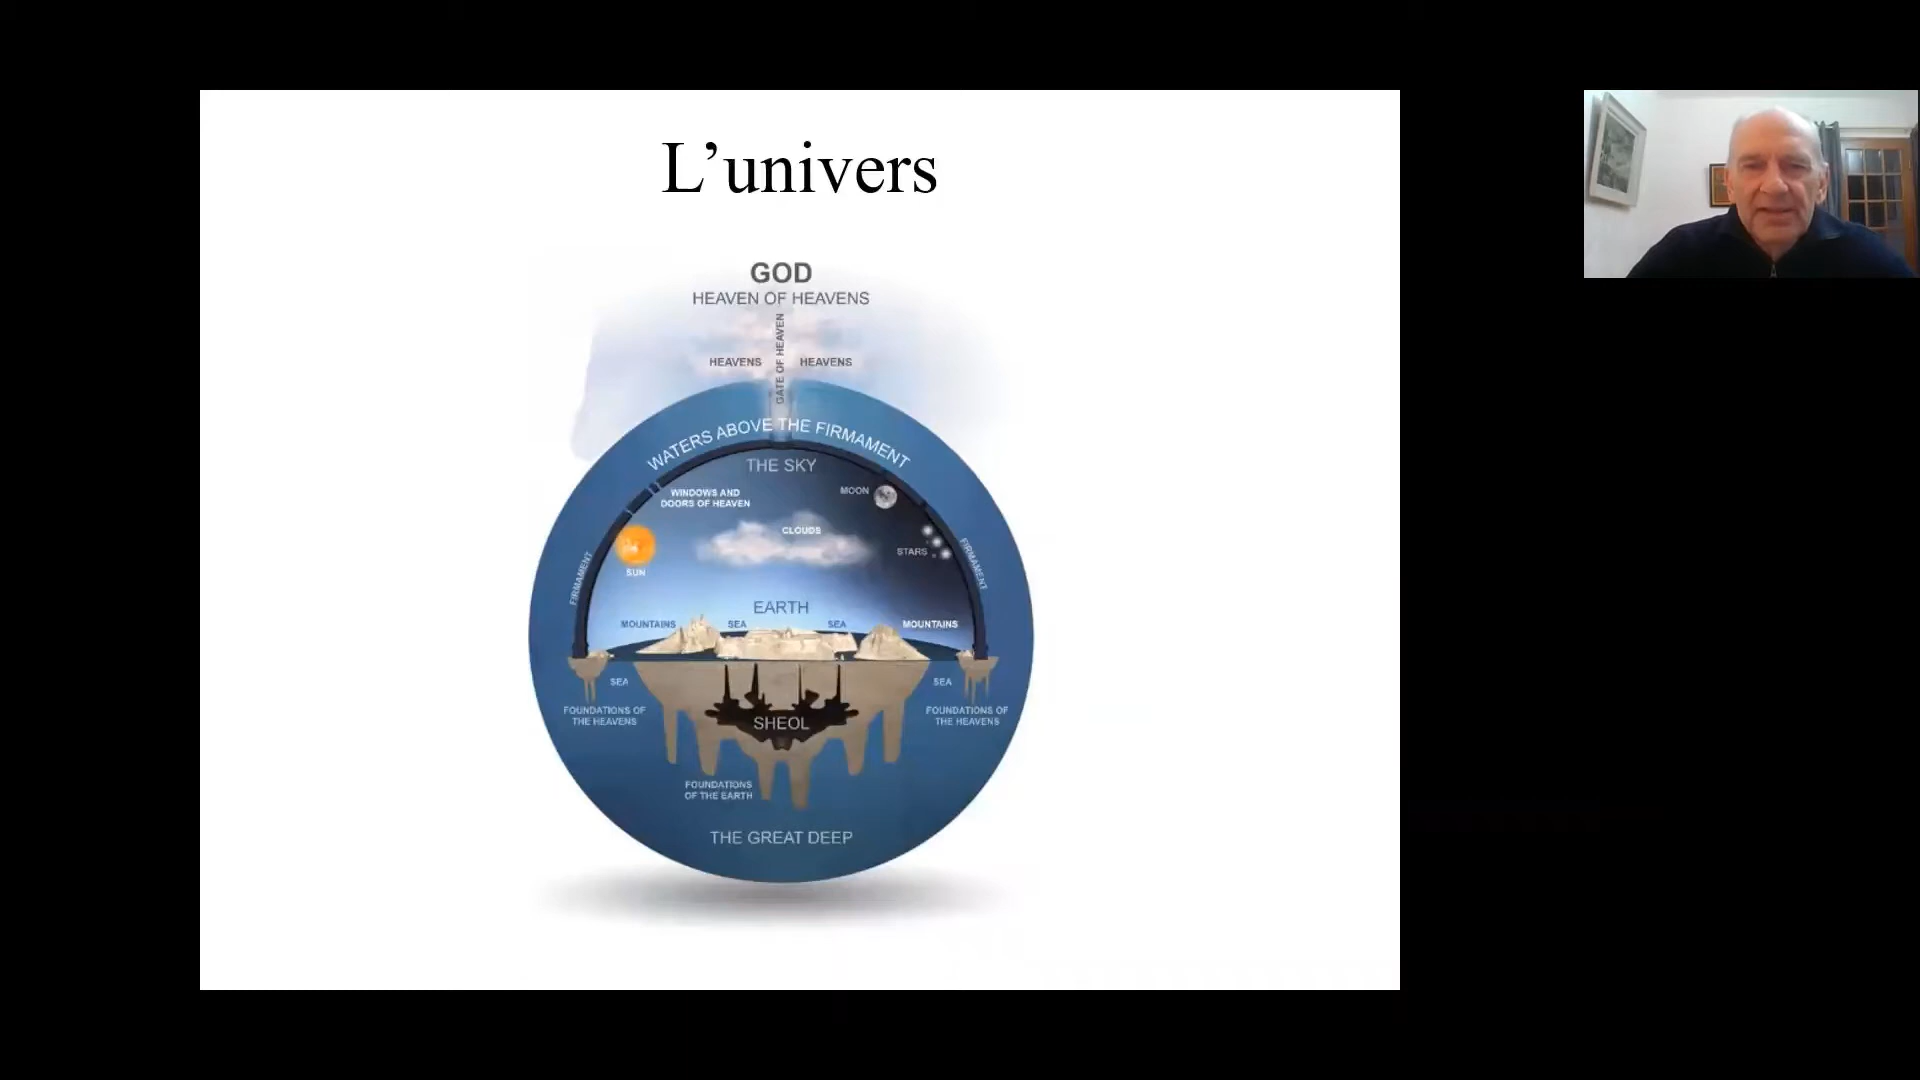 L’univers
GOD
HEAVEN OF HEAVENS
GATE OF HEAVEN
HEAVENS
HEAVENS
WATERS ABOVE THE FIRMAMENT
THE SKY
WINDOWS AND
DOORS OF HEAVEN
MOON
CLOUDS
STARS
SUN
FIRMAMENT
FIRMAMENT
EARTH
MOUNTAINS
SEA
SEA
MOUNTAINS
SEA
SEA
FOUNDATIONS OF
THE HEAVENS
FOUNDATIONS OF
THE HEAVENS
SHEOL
FOUNDATIONS
OF THE EARTH
THE GREAT DEEP